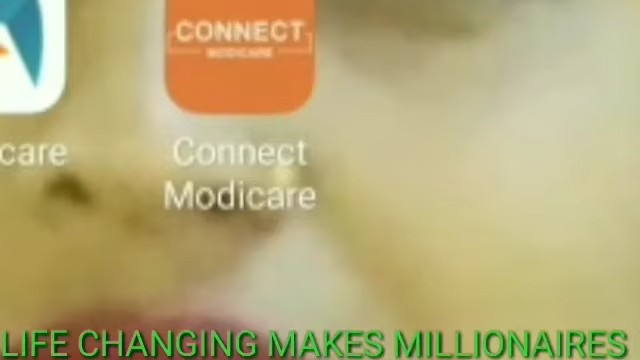 CONNECT
MODICARE
care
Connect
Modicare
LIFE CHANGING MAKES MILLIONAIRES